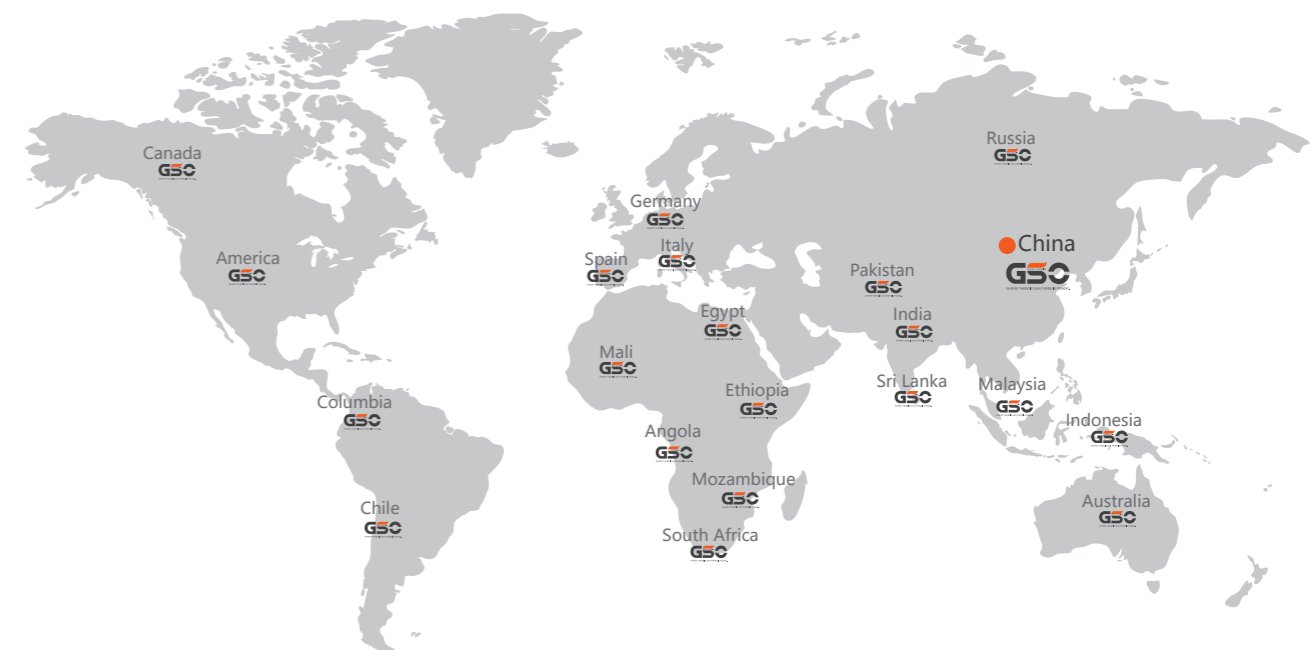 Russia
GSO
Canada
GSO
Germany
GSO
China
GSO
Italy
GSO
America
GSO
Spain
GSO
Pakistan
GSO
Egypt
GSO
India
GSO
Mali
GSO
Sri Lanka
GSO
Malaysia
GSO
Ethiopia
GSO
Columbia
GSO
Indonesia
GSO
Angola
GSO
Mozambique
GSO
Australia
GSO
Chile
GSO
South Africa
GSO